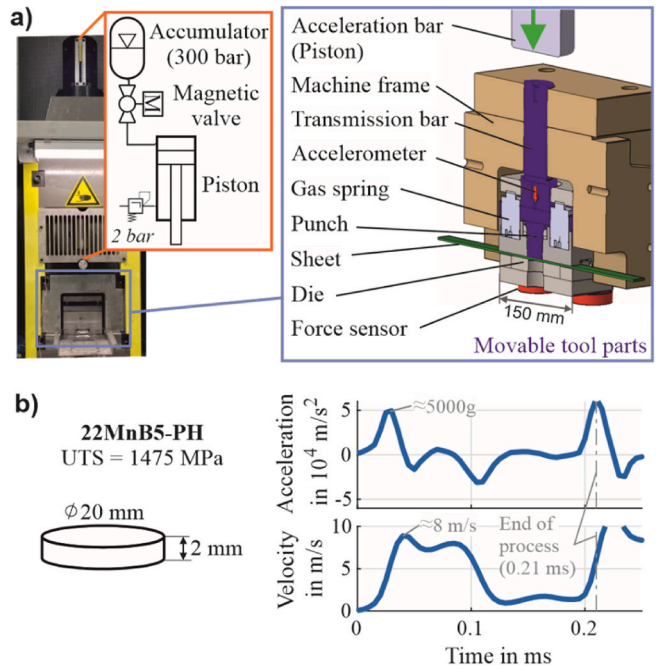 a)
Accumulator
(300 bar)
Magnetic
valve
Piston
2 bar
Acceleration bar
(Piston)
Machine frame
Transmission bar
Accelerometer
Gas spring
Punch
Sheet
Die
Force sensor
150 mm
Movable tool parts
b)
22MnB5-PH
UTS = 1475 MPa
⌀20 mm
2 mm
Acceleration
in 10⁴ m/s²
5
0
-5
≈5000g
Velocity
in m/s
10
5
0
≈8 m/s
End of
process
(0.21 ms)
0
0.1
0.2
Time in ms